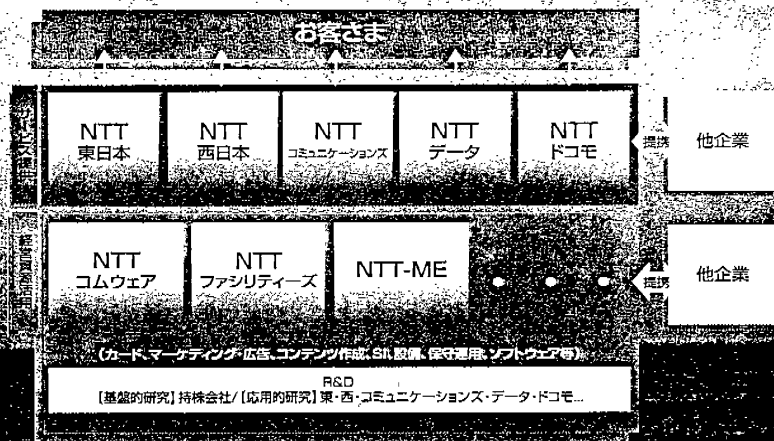 お客さま
サービス提供
NTT
東日本
NTT
西日本
NTT
コミュニケーションズ
NTT
データ
NTT
ドコモ
提携
他企業
NTT
コムウェア
NTT
ファシリティーズ
NTT-ME
・・・
提携
他企業
(カード、マーケティング・広告、コンテンツ作成、SI、設備、保守運用、ソフトウェア等)
R&D
【基盤的研究】持株会社/【応用的研究】東・西・コミュニケーションズ・データ・ドコモ...